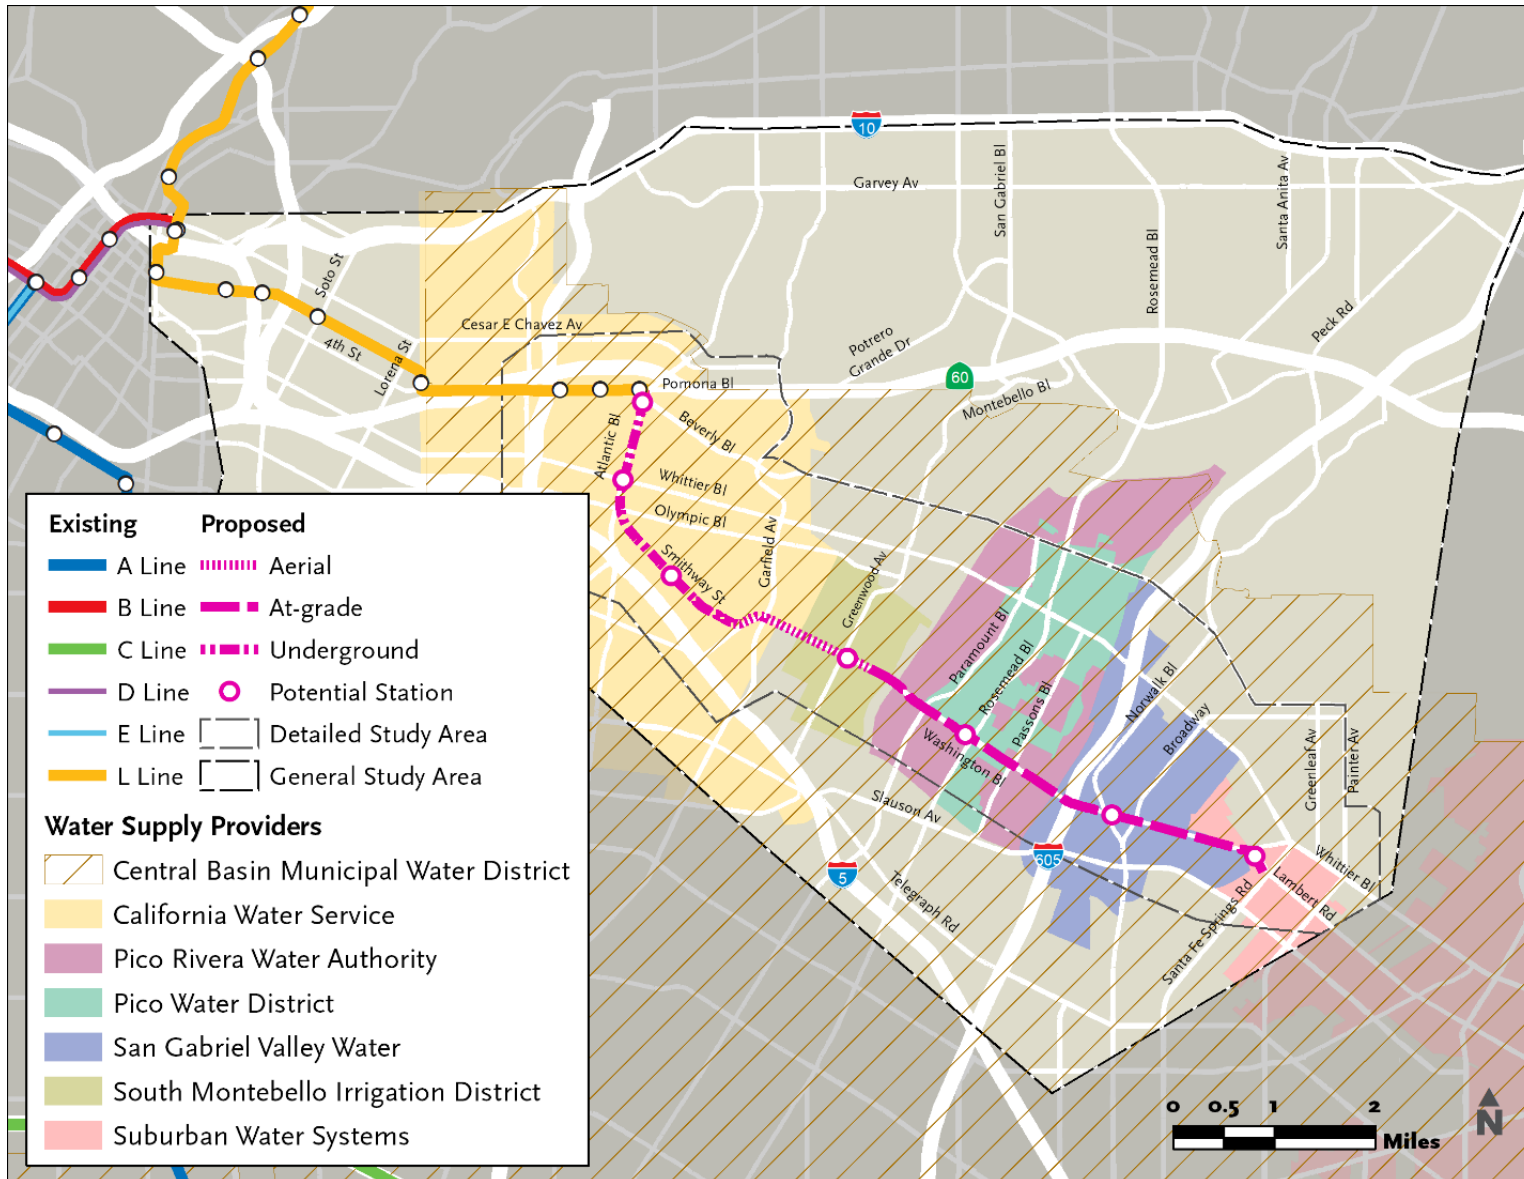 10
Garvey Av
San Gabriel Bl
Santa Anita Av
Rosemead Bl
Soto St
Cesar E Chavez Av
4th St
Lorena St
Potrero
Grande Dr
Peck Rd
60
Pomona Bl
Montebello Bl
Atlantic Bl
Beverly Bl
Whittier Bl
Olympic Bl
Smithway St
Garfield Av
Greenwood Av
Paramount Bl
Rosemead Bl
Passons Bl
Norwalk Bl
Broadway
Washington Bl
Greenleaf Av
Painter Av
Slauson Av
605
5
Telegraph Rd
Santa Fe Springs Rd
Lambert Rd
Whittier Bl
Existing Proposed
A Line Aerial
B Line At-grade
C Line Underground
D Line Potential Station
E Line Detailed Study Area
L Line General Study Area
Water Supply Providers
Central Basin Municipal Water District
California Water Service
Pico Rivera Water Authority
Pico Water District
San Gabriel Valley Water
South Montebello Irrigation District
Suburban Water Systems
0 0.5 1 2
Miles
N